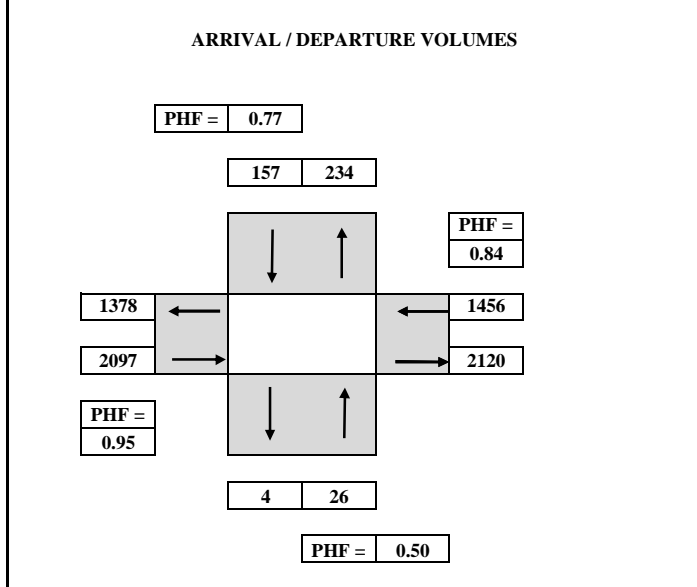 ARRIVAL / DEPARTURE VOLUMES
PHF = 0.77
157 234
PHF =
0.84
1378 1456
2097 2120
PHF =
0.95
4 26
PHF = 0.50